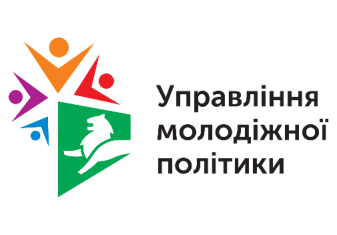 Управління
молодіжної
політики